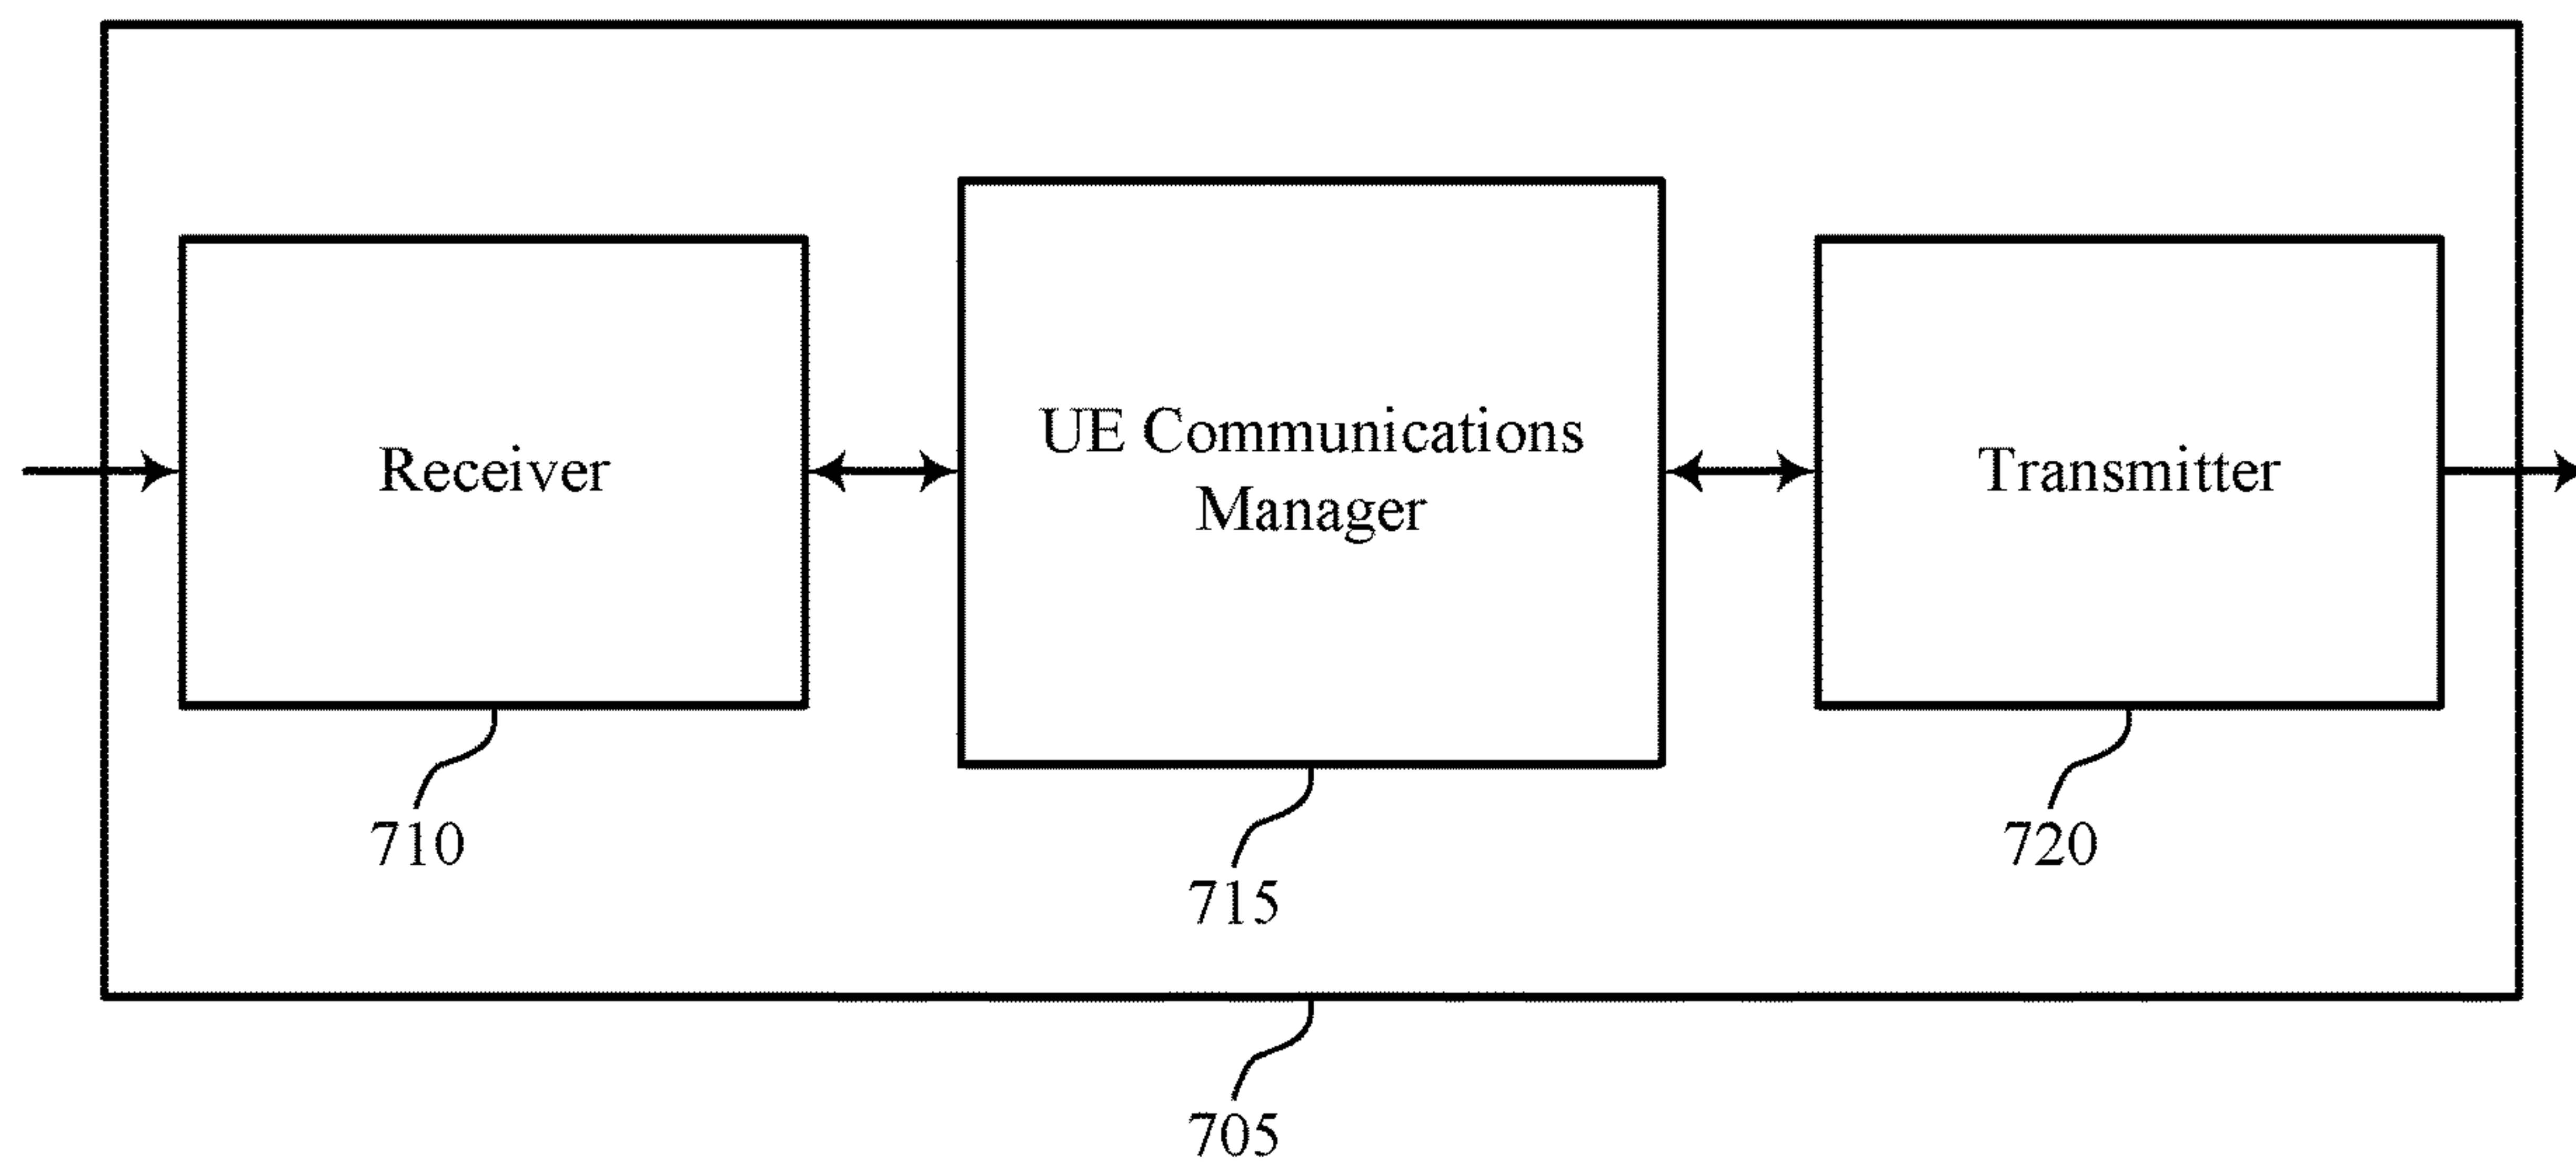 Receiver
UE Communications
Manager
Transmitter
710
715
720
705